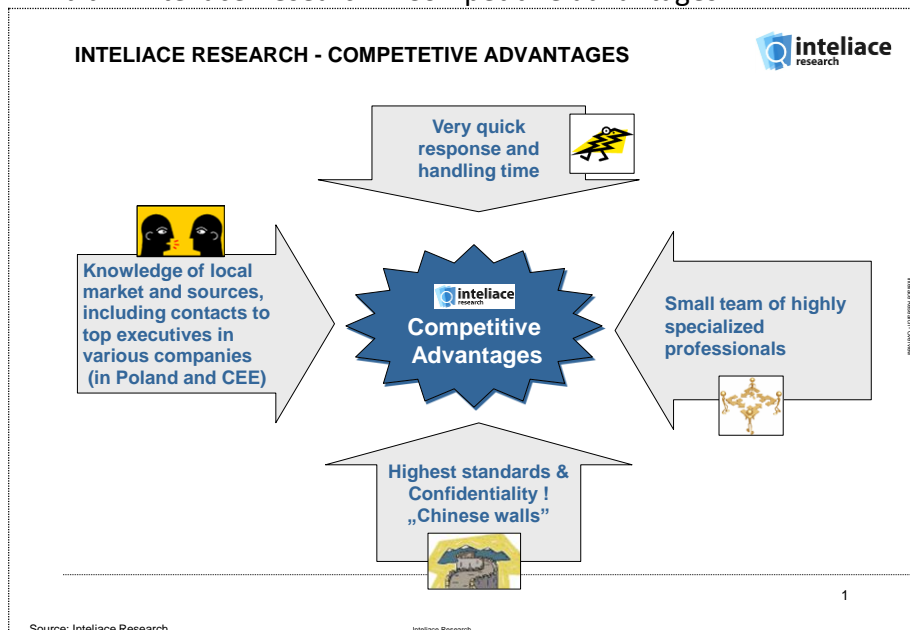 INTELIACE RESEARCH - COMPETETIVE ADVANTAGES
inteliace
research
Very quick
response and
handling time
Knowledge of local
market and sources,
including contacts to
top executives in
various companies
(in Poland and CEE)
inteliace
research
Competitive
Advantages
Small team of highly
specialized
professionals
Highest standards &
Confidentiality !
„Chinese walls”
1
Source: Inteliace Research
Inteliace Research